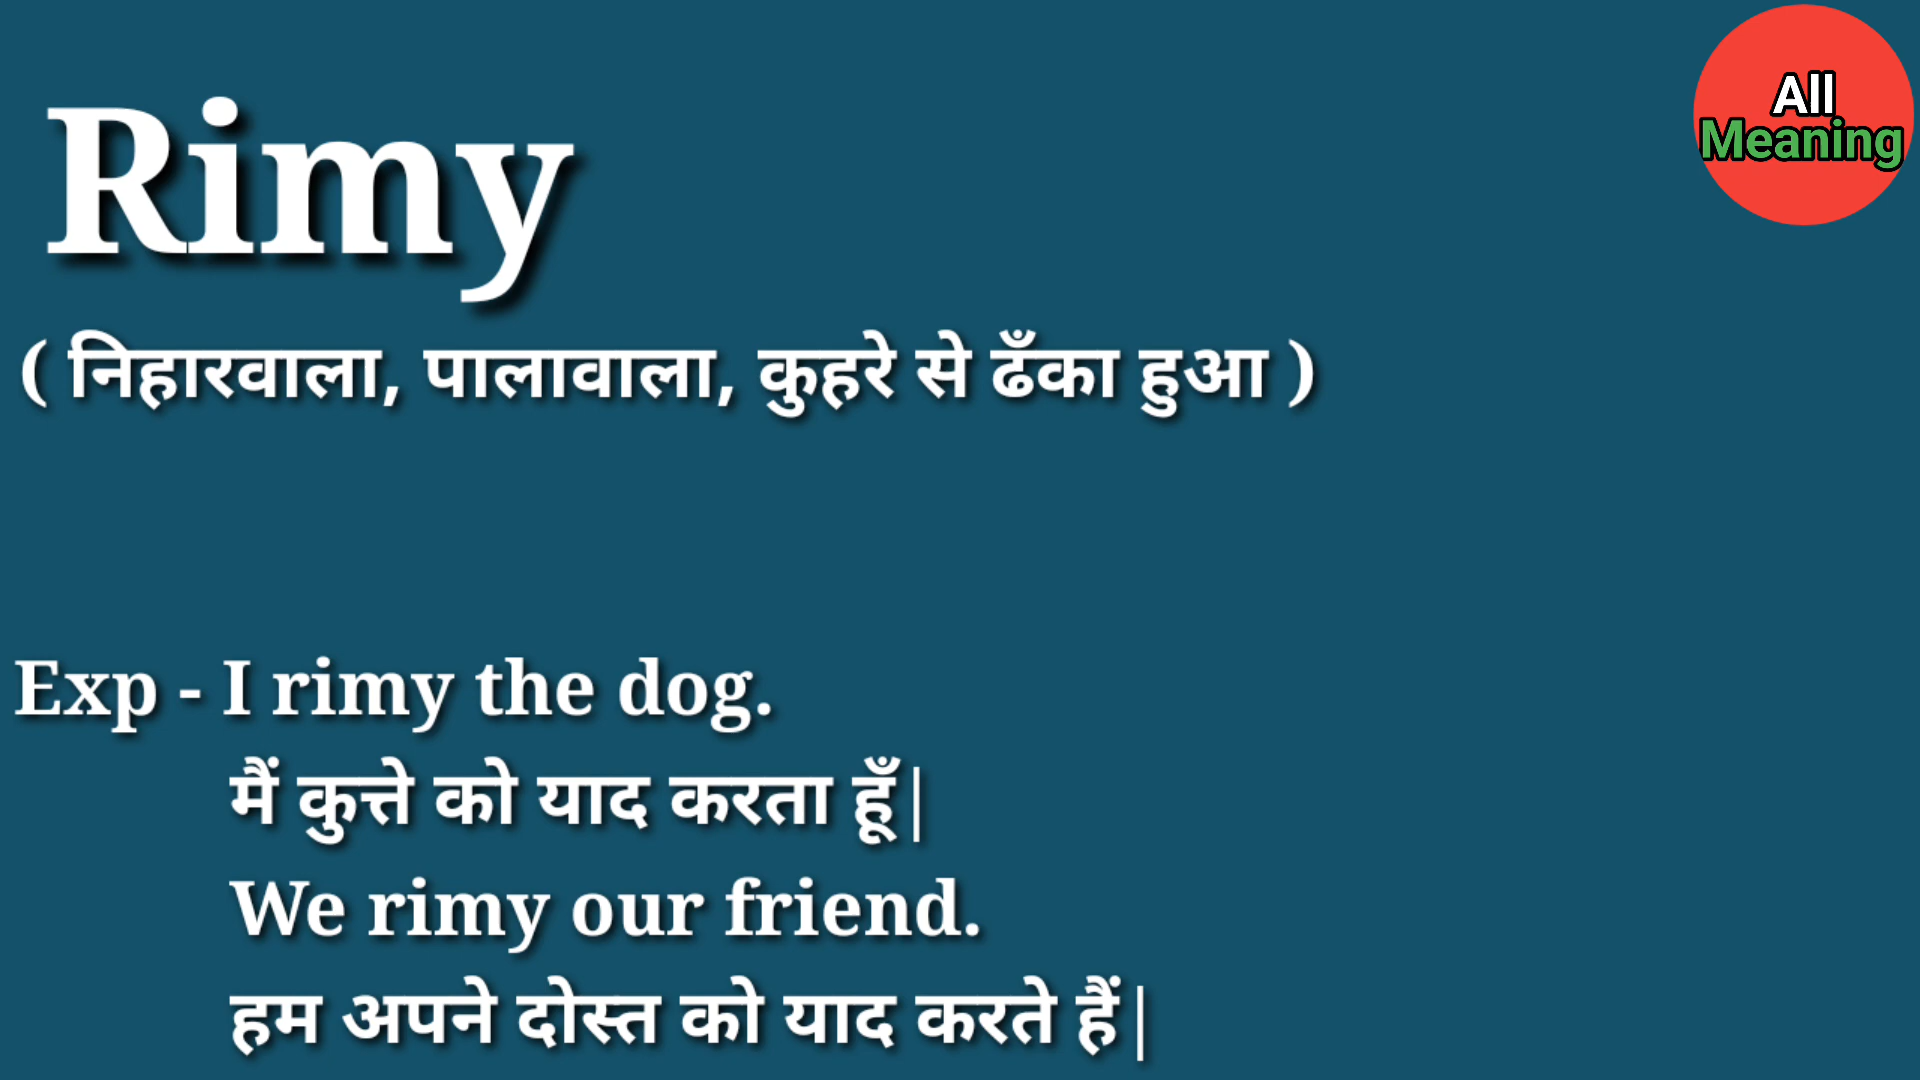 All
Meaning
Rimy
( निहारवाला, पालावाला, कुहरे से ढँका हुआ )
Exp - I rimy the dog.
मैं कुत्ते को याद करता हूँ|
We rimy our friend.
हम अपने दोस्त को याद करते हैं|